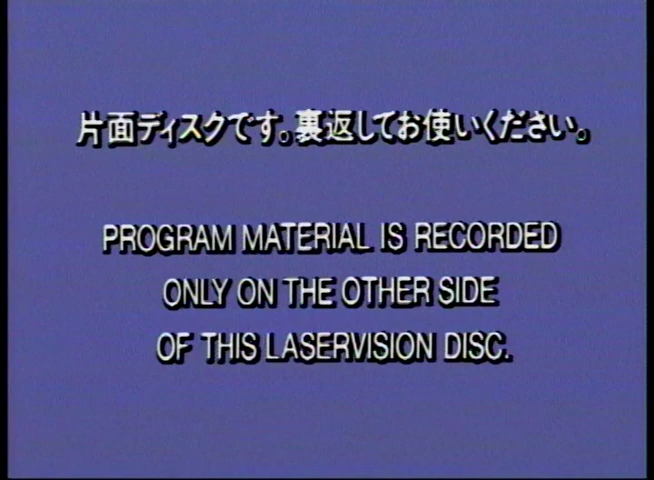 片面ディスクです。裏返してお使いください。
PROGRAM MATERIAL IS RECORDED
ONLY ON THE OTHER SIDE
OF THIS LASERVISION DISC.